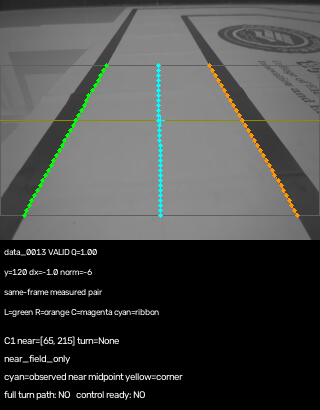 data_0013 VALID Q=1.00
y=120 dx=-1.0 norm=-6
same-frame measured pair
L=green R=orange C=magenta cyan=ribbon
C1 near=[65, 215] turn=None
near_field_only
cyan=observed near midpoint yellow=corner
full turn path: NO control ready: NO